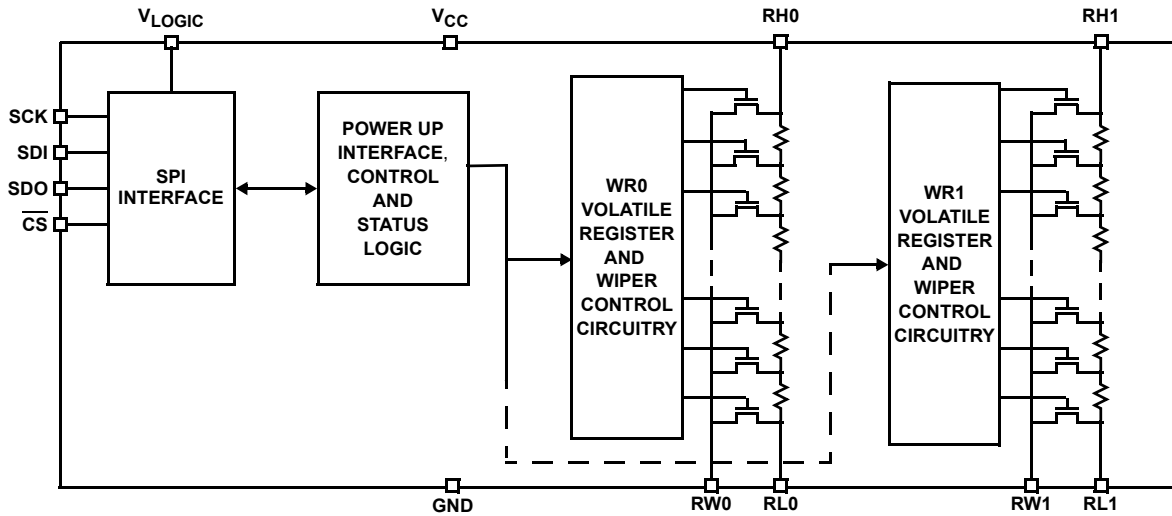 VLOGIC
VCC
RH0
RH1
SCK
SDI
SDO
CS
SPI
INTERFACE
POWER UP
INTERFACE,
CONTROL
AND
STATUS
LOGIC
WR0
VOLATILE
REGISTER
AND
WIPER
CONTROL
CIRCUITRY
WR1
VOLATILE
REGISTER
AND
WIPER
CONTROL
CIRCUITRY
GND
RW0
RL0
RW1
RL1